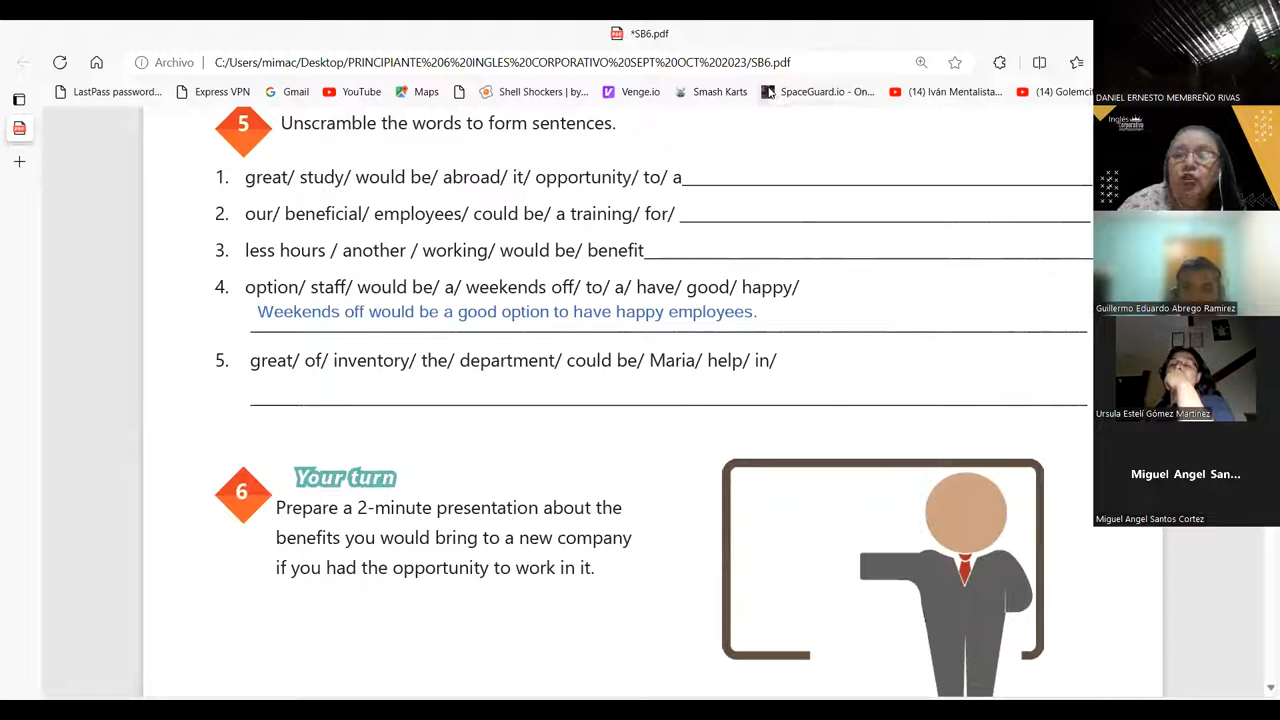 *SB6.pdf
Archivo C:/Users/mimac/Desktop/PRINCIPIANTE%206%20INGLES%20CORPORATIVO%20SEPT%20OCT%202023/SB6.pdf
LastPass password... Express VPN Gmail YouTube Maps Shell Shockers | by... Venge.io Smash Karts SpaceGuard.io - On... (14) Iván Mentalista... (14) Golemcit
5 Unscramble the words to form sentences.
1. great/ study/ would be/ abroad/ it/ opportunity/ to/ a
2. our/ beneficial/ employees/ could be/ a training/ for/
3. less hours / another / working/ would be/ benefit
4. option/ staff/ would be/ a/ weekends off/ to/ a/ have/ good/ happy/
Weekends off would be a good option to have happy employees.
5. great/ of/ inventory/ the/ department/ could be/ Maria/ help/ in/
6 Your turn
Prepare a 2-minute presentation about the
benefits you would bring to a new company
if you had the opportunity to work in it.
DANIEL ERNESTO MEMBREÑO RIVAS
Inglés
Corporativo
Guillermo Eduardo Abrego Ramirez
Ursula Estelí Gómez Martinez
Miguel Angel San...
Miguel Angel Santos Cortez